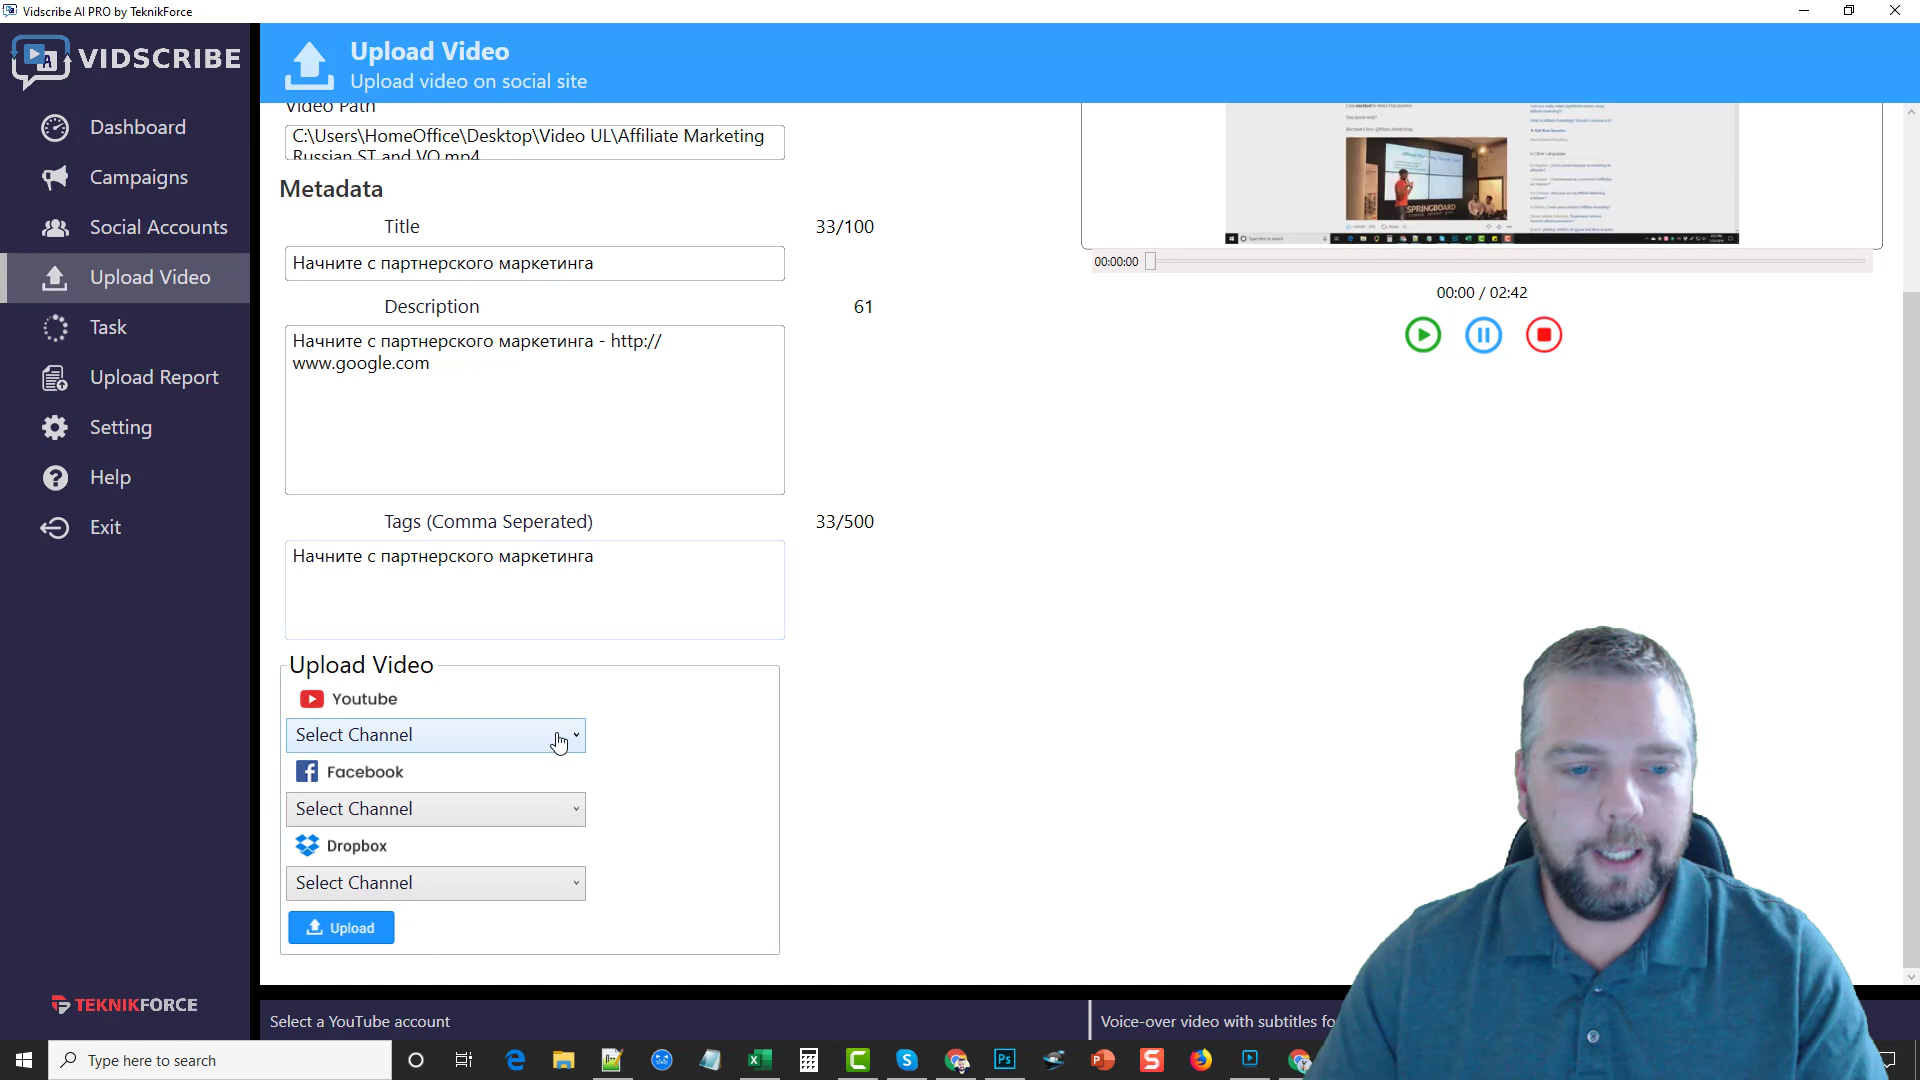 Vidscribe AI PRO by TeknikForce
VIDSCRIBE
Dashboard
Campaigns
Social Accounts
Upload Video
Task
Upload Report
Setting
Help
Exit
TEKNIKFORCE
Upload Video
Upload video on social site
Video Path
C:\Users\HomeOffice\Desktop\Video UL\Affiliate Marketing
Russian ST and VO.mp4
Metadata
Title 33/100
Начните с партнерского маркетинга
Description 61
Начните с партнерского маркетинга - http://
www.google.com
Tags (Comma Seperated) 33/500
Начните с партнерского маркетинга
Upload Video
Youtube
Select Channel
Facebook
Select Channel
Dropbox
Select Channel
Upload
SPRINGBOARD
00:00:00
00:00 / 02:42
Select a YouTube account
Voice-over video with subtitles fo
Type here to search